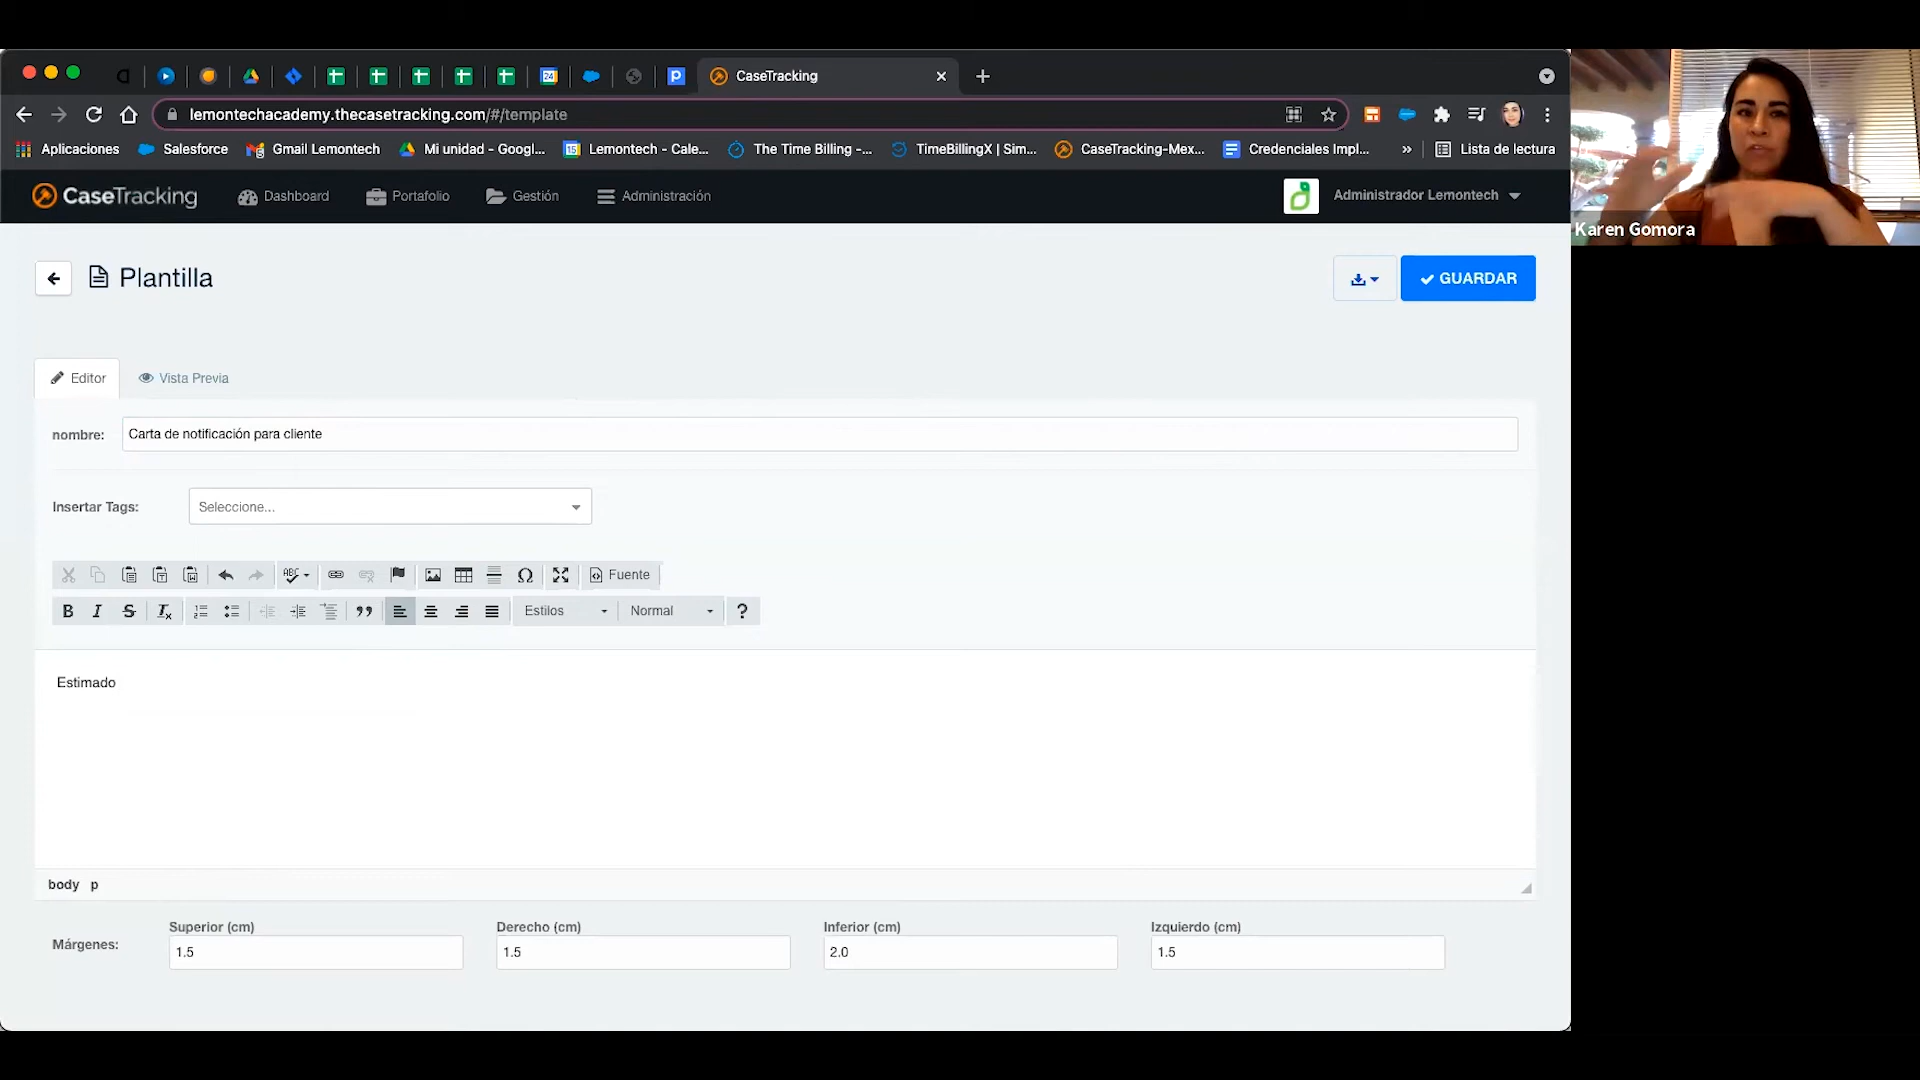 CaseTracking
lemontechacademy.thecasetracking.com/#/template
Aplicaciones
Salesforce
Gmail Lemontech
Mi unidad - Googl...
Lemontech - Cale...
The Time Billing -...
TimeBillingX | Sim...
CaseTracking-Mex...
Credenciales Impl...
»
Lista de lectura
CaseTracking
Dashboard
Portafolio
Gestión
Administración
Administrador Lemontech
Karen Gomora
Plantilla
GUARDAR
Editor
Vista Previa
nombre:
Carta de notificación para cliente
Insertar Tags:
Seleccione...
Fuente
Estilos
Normal
?
Estimado
body p
Márgenes:
Superior (cm)
1.5
Derecho (cm)
1.5
Inferior (cm)
2.0
Izquierdo (cm)
1.5